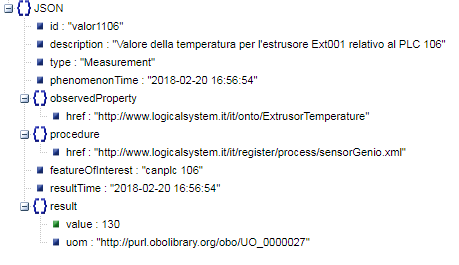 JSON
id : "valor1106"
description : "Valore della temperatura per l'estrusore Ext001 relativo al PLC 106"
type : "Measurement"
phenomenonTime : "2018-02-20 16:56:54"
observedProperty
href : "http://www.logicalsystem.it/it/onto/ExtrusorTemperature"
procedure
href : "http://www.logicalsystem.it/it/register/process/sensorGenio.xml"
featureOfInterest : "canplc 106"
resultTime : "2018-02-20 16:56:54"
result
value : 130
uom : "http://purl.obolibrary.org/obo/UO_0000027"